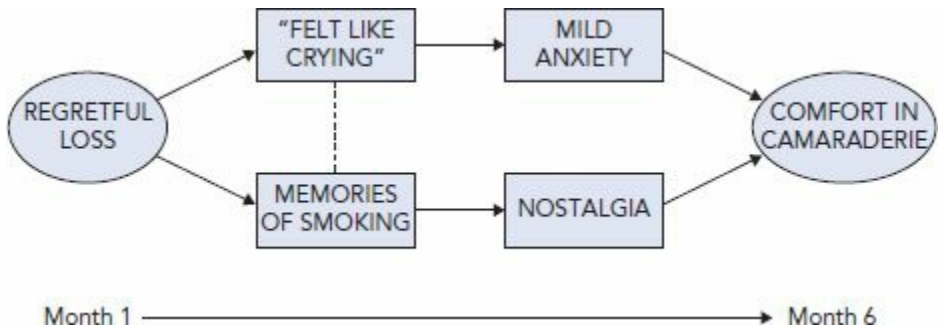 "FELT LIKE
CRYING"
MILD
ANXIETY
REGRETFUL
LOSS
COMFORT IN
CAMARADERIE
MEMORIES
OF SMOKING
NOSTALGIA
Month 1
Month 6